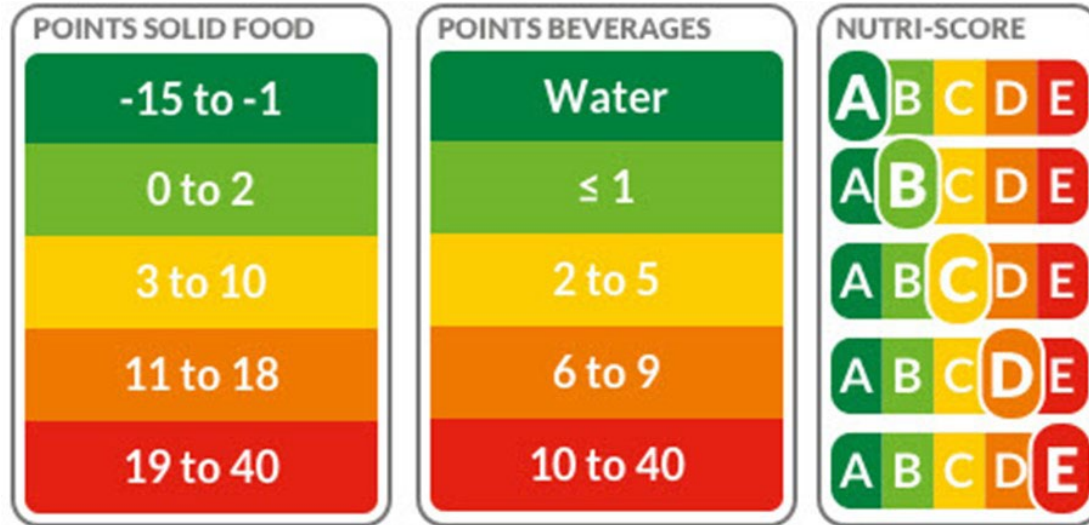 POINTS SOLID FOOD
-15 to -1
0 to 2
3 to 10
11 to 18
19 to 40
POINTS BEVERAGES
Water
≤ 1
2 to 5
6 to 9
10 to 40
NUTRI-SCORE
A B C D E
A B C D E
A B C D E
A B C D E
A B C D E